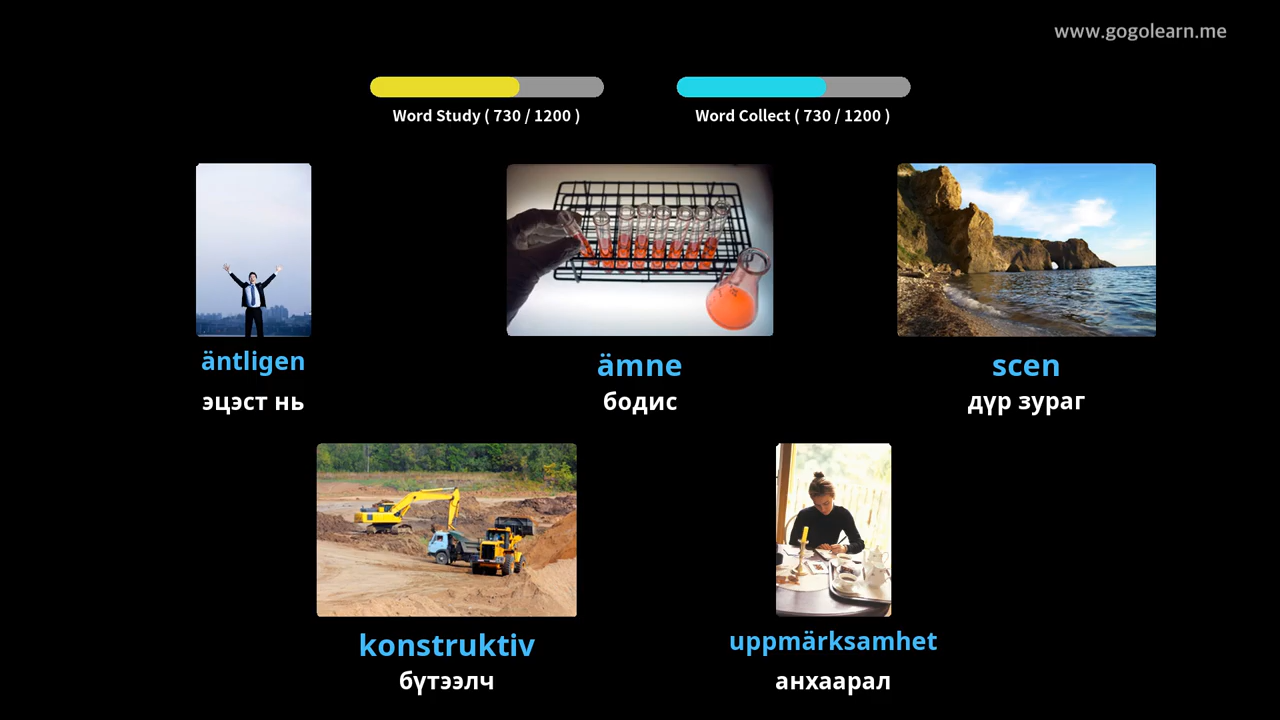 www.gogolearn.me
Word Study ( 730 / 1200 )
Word Collect ( 730 / 1200 )
äntligen
эцэст нь
ämne
бодис
scen
дүр зураг
konstruktiv
бүтээлч
uppmärksamhet
анхаарал